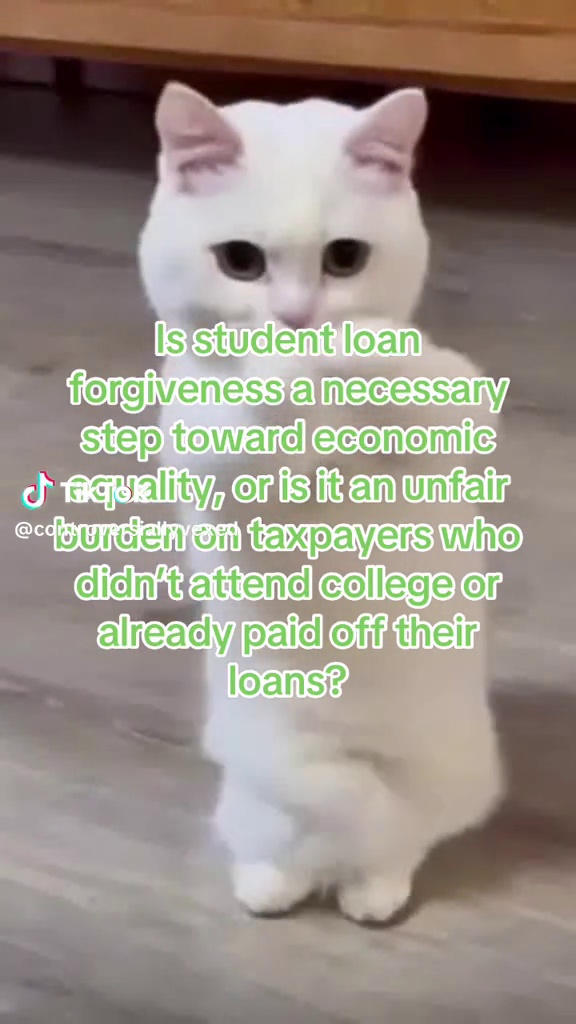 Is student loan
forgiveness a necessary
step toward economic
equality, or is it an unfair
burden on taxpayers who
didn't attend college or
already paid off their
loans?
TikTok
@controversiallyvexed